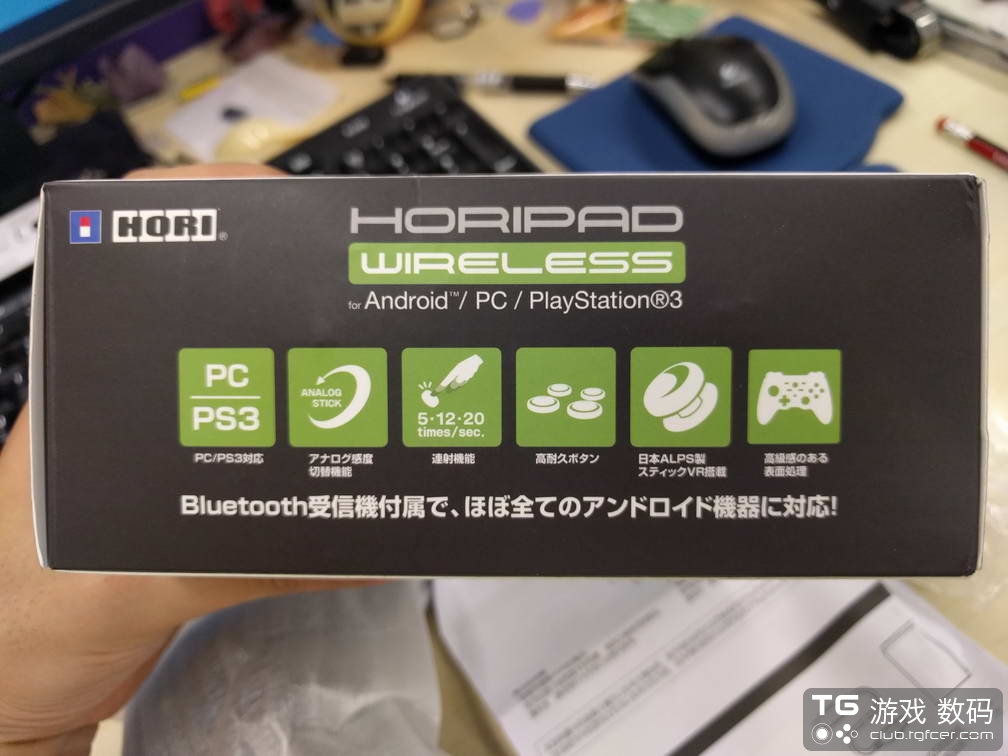 HORI®
HORIPAD
WIRELESS
for Android™/ PC / PlayStation®3
PC
PS3
PC/PS3対応
ANALOG
STICK
アナログ感度
切替機能
5・12・20
times/sec.
連射機能
高耐久ボタン
日本ALPS製
スティックVR搭載
高級感のある
表面処理
Bluetooth受信機付属で、ほぼ全てのアンドロイド機器に対応!
TG 游戏 数码
club.tgfcer.com